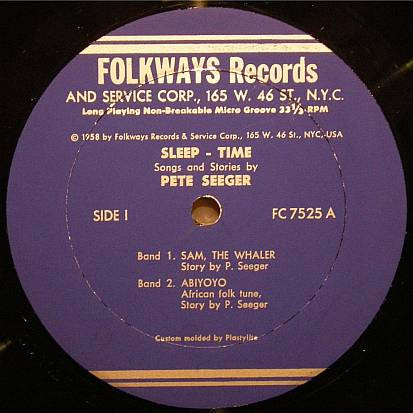 FOLKWAYS Records
AND SERVICE CORP., 165 W. 46 ST., N.Y.C.
Long Playing Non-Breakable Micro Groove 33⅓ RPM
© 1958 by Folkways Records & Service Corp., 165 W. 46 St., NYC, USA
SLEEP - TIME
Songs and Stories by
PETE SEEGER
SIDE I FC 7525 A
Band 1. SAM, THE WHALER
Story by P. Seeger
Band 2. ABIYOYO
African folk tune,
Story by P. Seeger
Custom molded by Plastylite